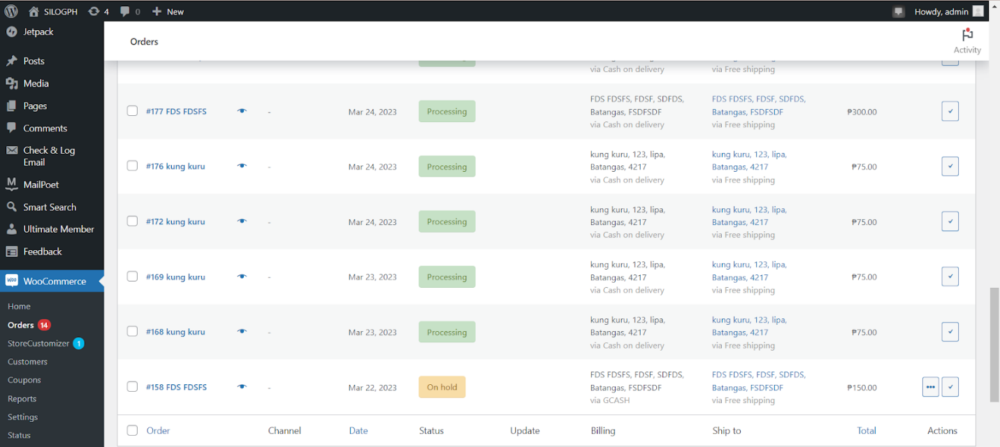 SILOGPH 4 0 New Howdy, admin
Jetpack
Posts
Media
Pages
Comments
Check & Log
Email
MailPoet
Smart Search
Ultimate Member
Feedback
WooCommerce
Home
Orders 14
StoreCustomizer 1
Customers
Coupons
Reports
Settings
Status
Orders
Activity
via Cash on delivery via Free shipping
#177 FDS FDSFS - Mar 24, 2023 Processing ₱300.00
FDS FDSFS, FDSF, SDFDS, FDS FDSFS, FDSF, SDFDS,
Batangas, FSDFSDF Batangas, FSDFSDF
via Cash on delivery via Free shipping
#176 kung kuru - Mar 24, 2023 Processing ₱75.00
kung kuru, 123, lipa, kung kuru, 123, lipa,
Batangas, 4217 Batangas, 4217
via Cash on delivery via Free shipping
#172 kung kuru - Mar 24, 2023 Processing ₱75.00
kung kuru, 123, lipa, kung kuru, 123, lipa,
Batangas, 4217 Batangas, 4217
via Cash on delivery via Free shipping
#169 kung kuru - Mar 23, 2023 Processing ₱75.00
kung kuru, 123, lipa, kung kuru, 123, lipa,
Batangas, 4217 Batangas, 4217
via Cash on delivery via Free shipping
#168 kung kuru - Mar 23, 2023 Processing ₱75.00
kung kuru, 123, lipa, kung kuru, 123, lipa,
Batangas, 4217 Batangas, 4217
via Cash on delivery via Free shipping
#158 FDS FDSFS - Mar 22, 2023 On hold ₱150.00
FDS FDSFS, FDSF, SDFDS, FDS FDSFS, FDSF, SDFDS,
Batangas, FSDFSDF Batangas, FSDFSDF
via GCASH via Free shipping
Order Channel Date Status Update Billing Ship to Total Actions